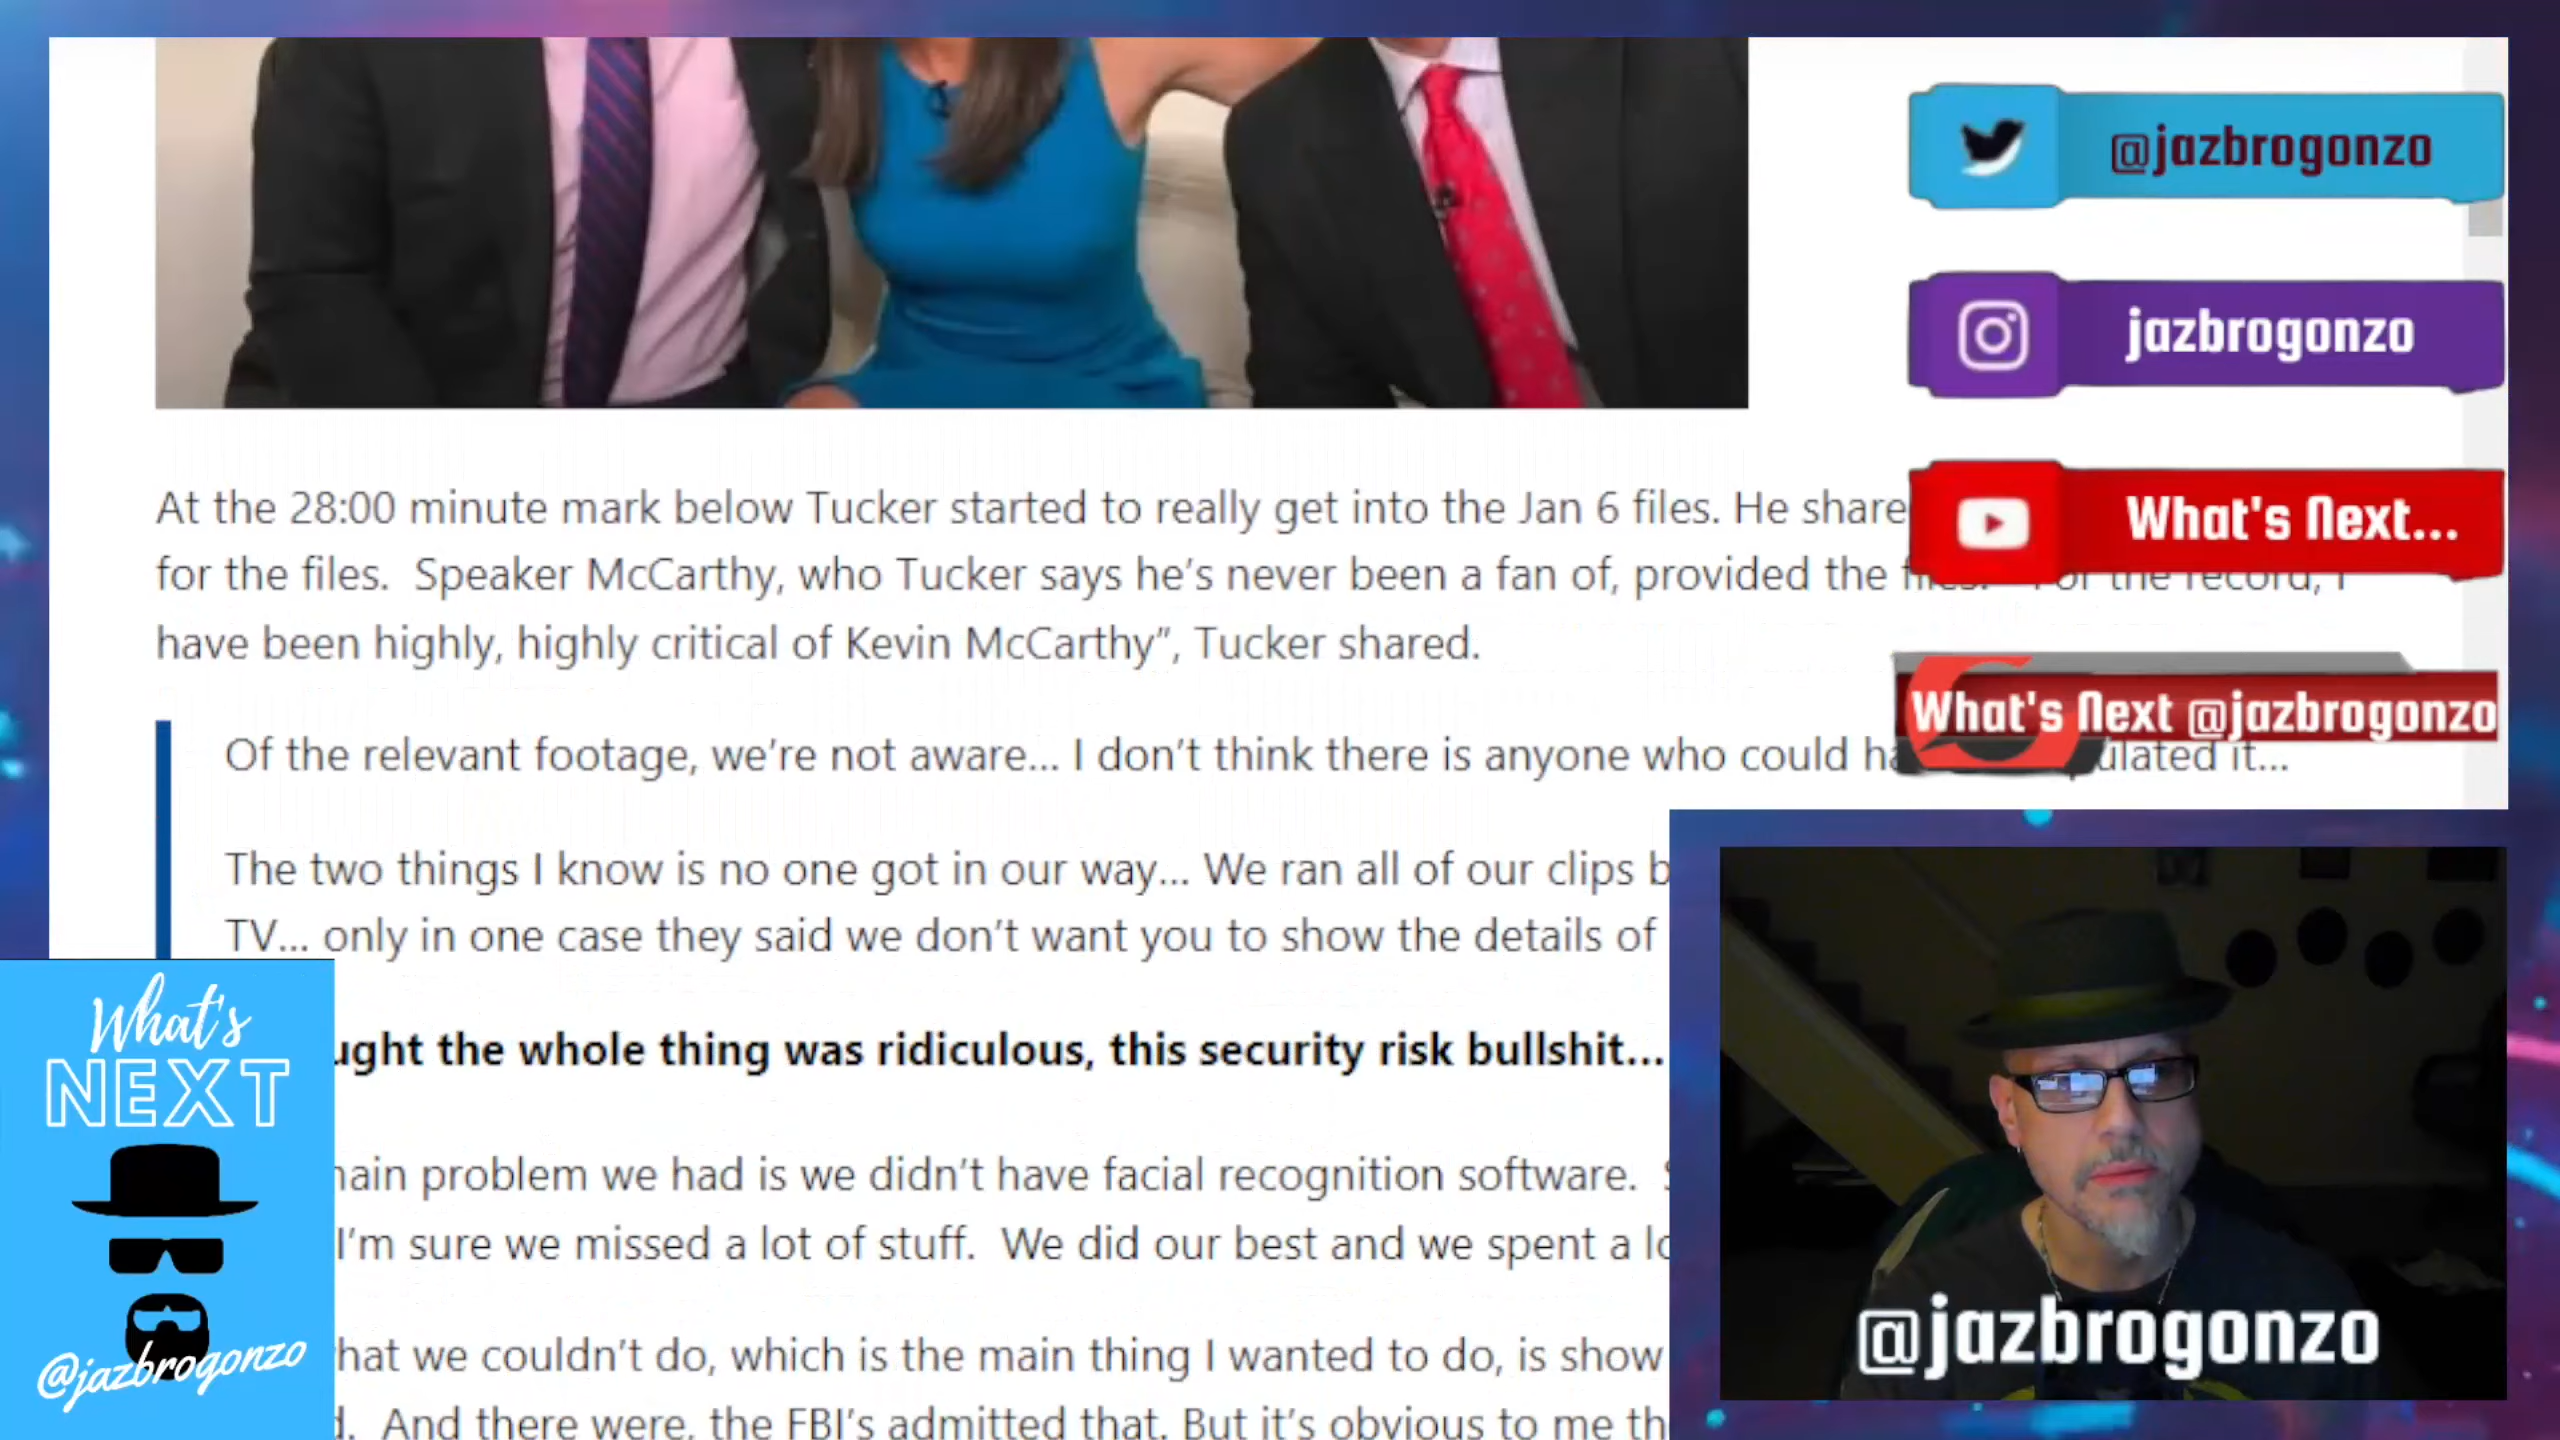 @jazbrogonzo
jazbrogonzo
What's Next...
What's Next @jazbrogonzo
At the 28:00 minute mark below Tucker started to really get into the Jan 6 files. He share
for the files. Speaker McCarthy, who Tucker says he's never been a fan of, provided the files. "For the record, I
have been highly, highly critical of Kevin McCarthy", Tucker shared.
Of the relevant footage, we're not aware... I don't think there is anyone who could ha ulated it...
The two things I know is no one got in our way... We ran all of our clips b
TV... only in one case they said we don't want you to show the details of
ught the whole thing was ridiculous, this security risk bullshit...
ain problem we had is we didn't have facial recognition software.
I'm sure we missed a lot of stuff. We did our best and we spent a lo
hat we couldn't do, which is the main thing I wanted to do, is show
d. And there were, the FBI's admitted that. But it's obvious to me th
What's
NEXT
@jazbrogonzo
@jazbrogonzo